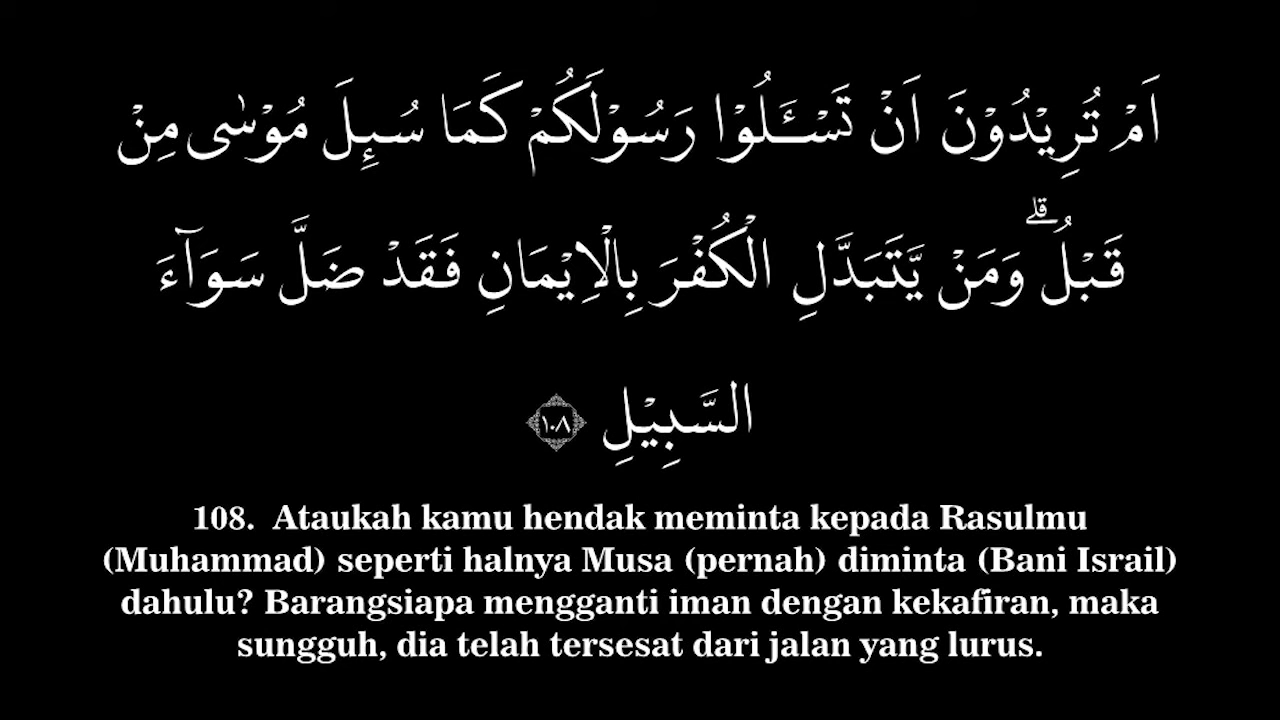 اَمْ تُرِيْدُوْنَ اَنْ تَسْـَٔلُوْا رَسُوْلَكُمْ كَمَا سُىِٕلَ مُوْسٰى مِنْ
قَبْلُۗ وَمَنْ يَّتَبَدَّلِ الْكُفْرَ بِالْاِيْمَانِ فَقَدْ ضَلَّ سَوَاۤءَ
السَّبِيْلِ ١٠٨
108. Ataukah kamu hendak meminta kepada Rasulmu
(Muhammad) seperti halnya Musa (pernah) diminta (Bani Israil)
dahulu? Barangsiapa mengganti iman dengan kekafiran, maka
sungguh, dia telah tersesat dari jalan yang lurus.